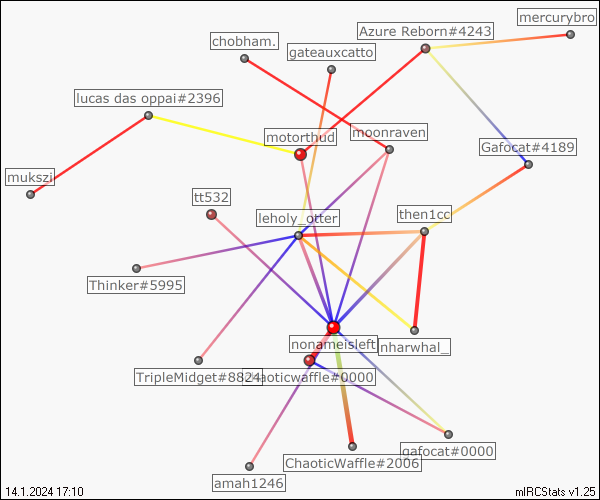 mercurybro
Azure Reborn#4243
chobham.
gateauxcatto
lucas das oppai#2396
motorthud
moonraven
Gafocat#4189
mukszi
tt532
leholy_otter
then1cc
Thinker#5995
nonameisleft
nharwhal_
TripleMidget#8824
haoticwaffle#0000
gafocat#0000
ChaoticWaffle#2006
amah1246
14.1.2024 17:10
mIRCStats v1.25